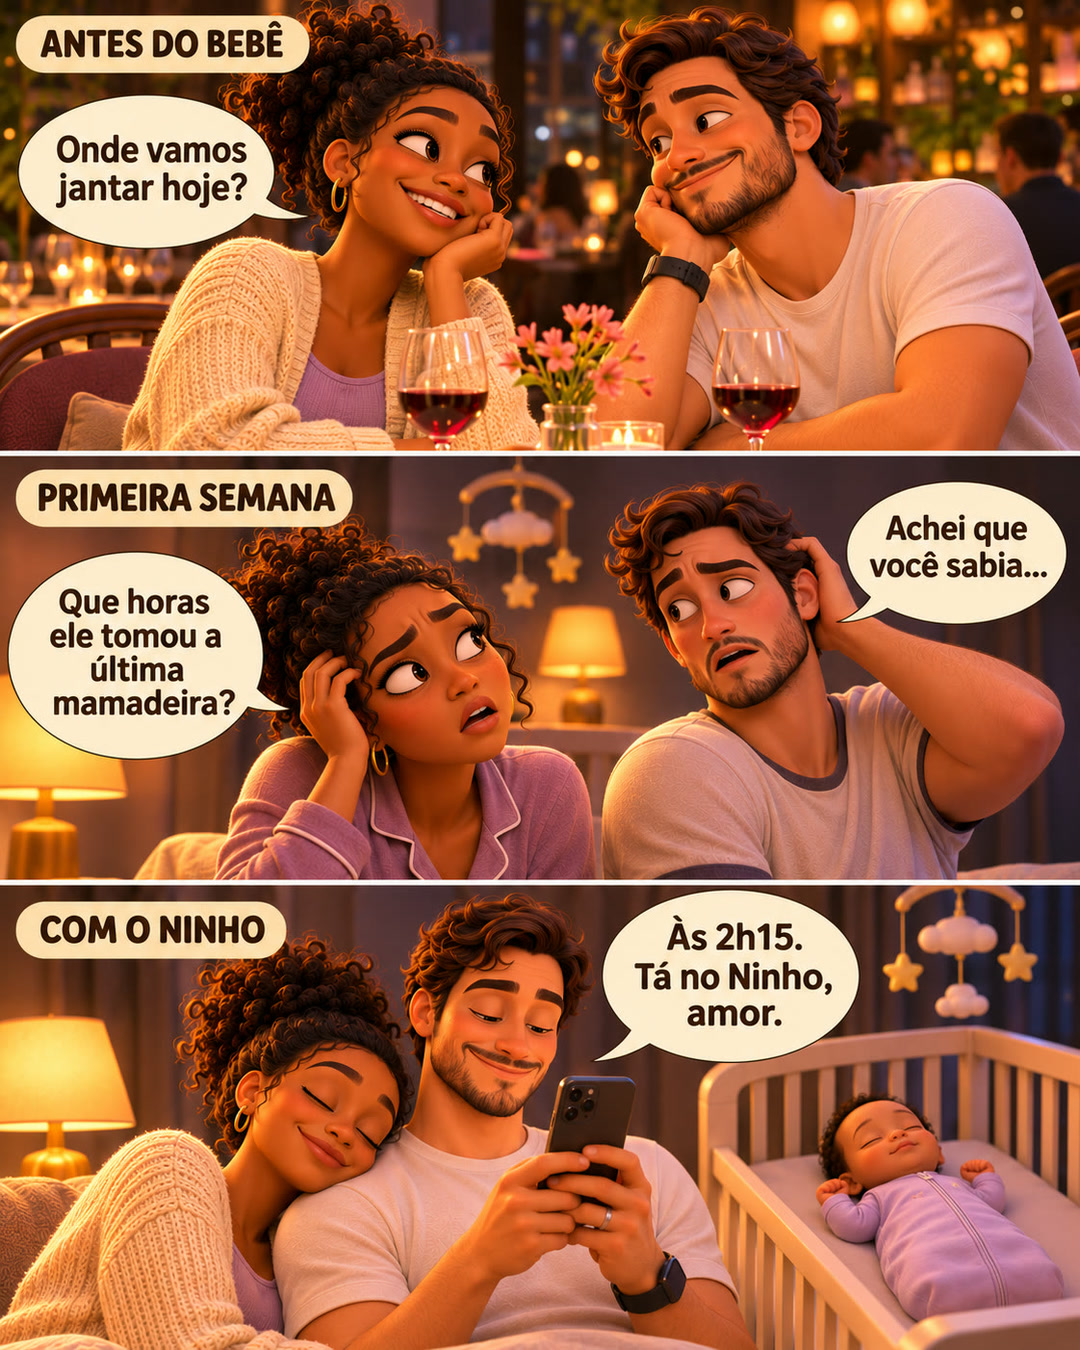 ANTES DO BEBÊ
Onde vamos
jantar hoje?
PRIMEIRA SEMANA
Que horas
ele tomou a
última
mamadeira?
Achei que
você sabia...
COM O NINHO
Às 2h15.
Tá no Ninho,
amor.